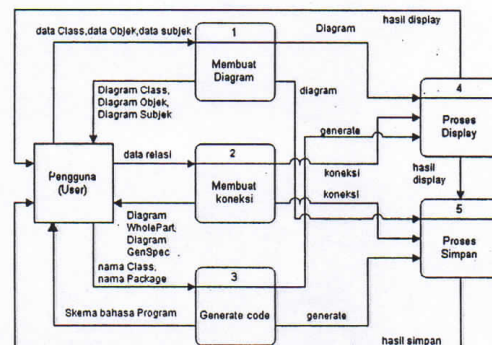 hasil display
data Class,data Objek,data subjek
1
Membuat
Diagram
Diagram
Diagram Class,
Diagram Objek,
Diagram Subjek
diagram
4
Proses
Display
generate
Pengguna
(User)
data relasi
2
Membuat
koneksi
koneksi
koneksi
hasil
display
Diagram
WholePart,
Diagram
GenSpec
5
Proses
Simpan
nama Class,
nama Package
3
Generate code
Skema bahasa Program
generate
hasil simpan